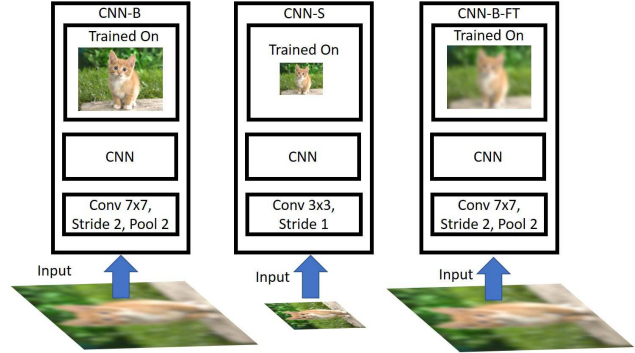 CNN-B
Trained On
CNN
Conv 7x7,
Stride 2, Pool 2
Input
CNN-S
Trained On
CNN
Conv 3x3,
Stride 1
Input
CNN-B-FT
Trained On
CNN
Conv 7x7,
Stride 2, Pool 2
Input